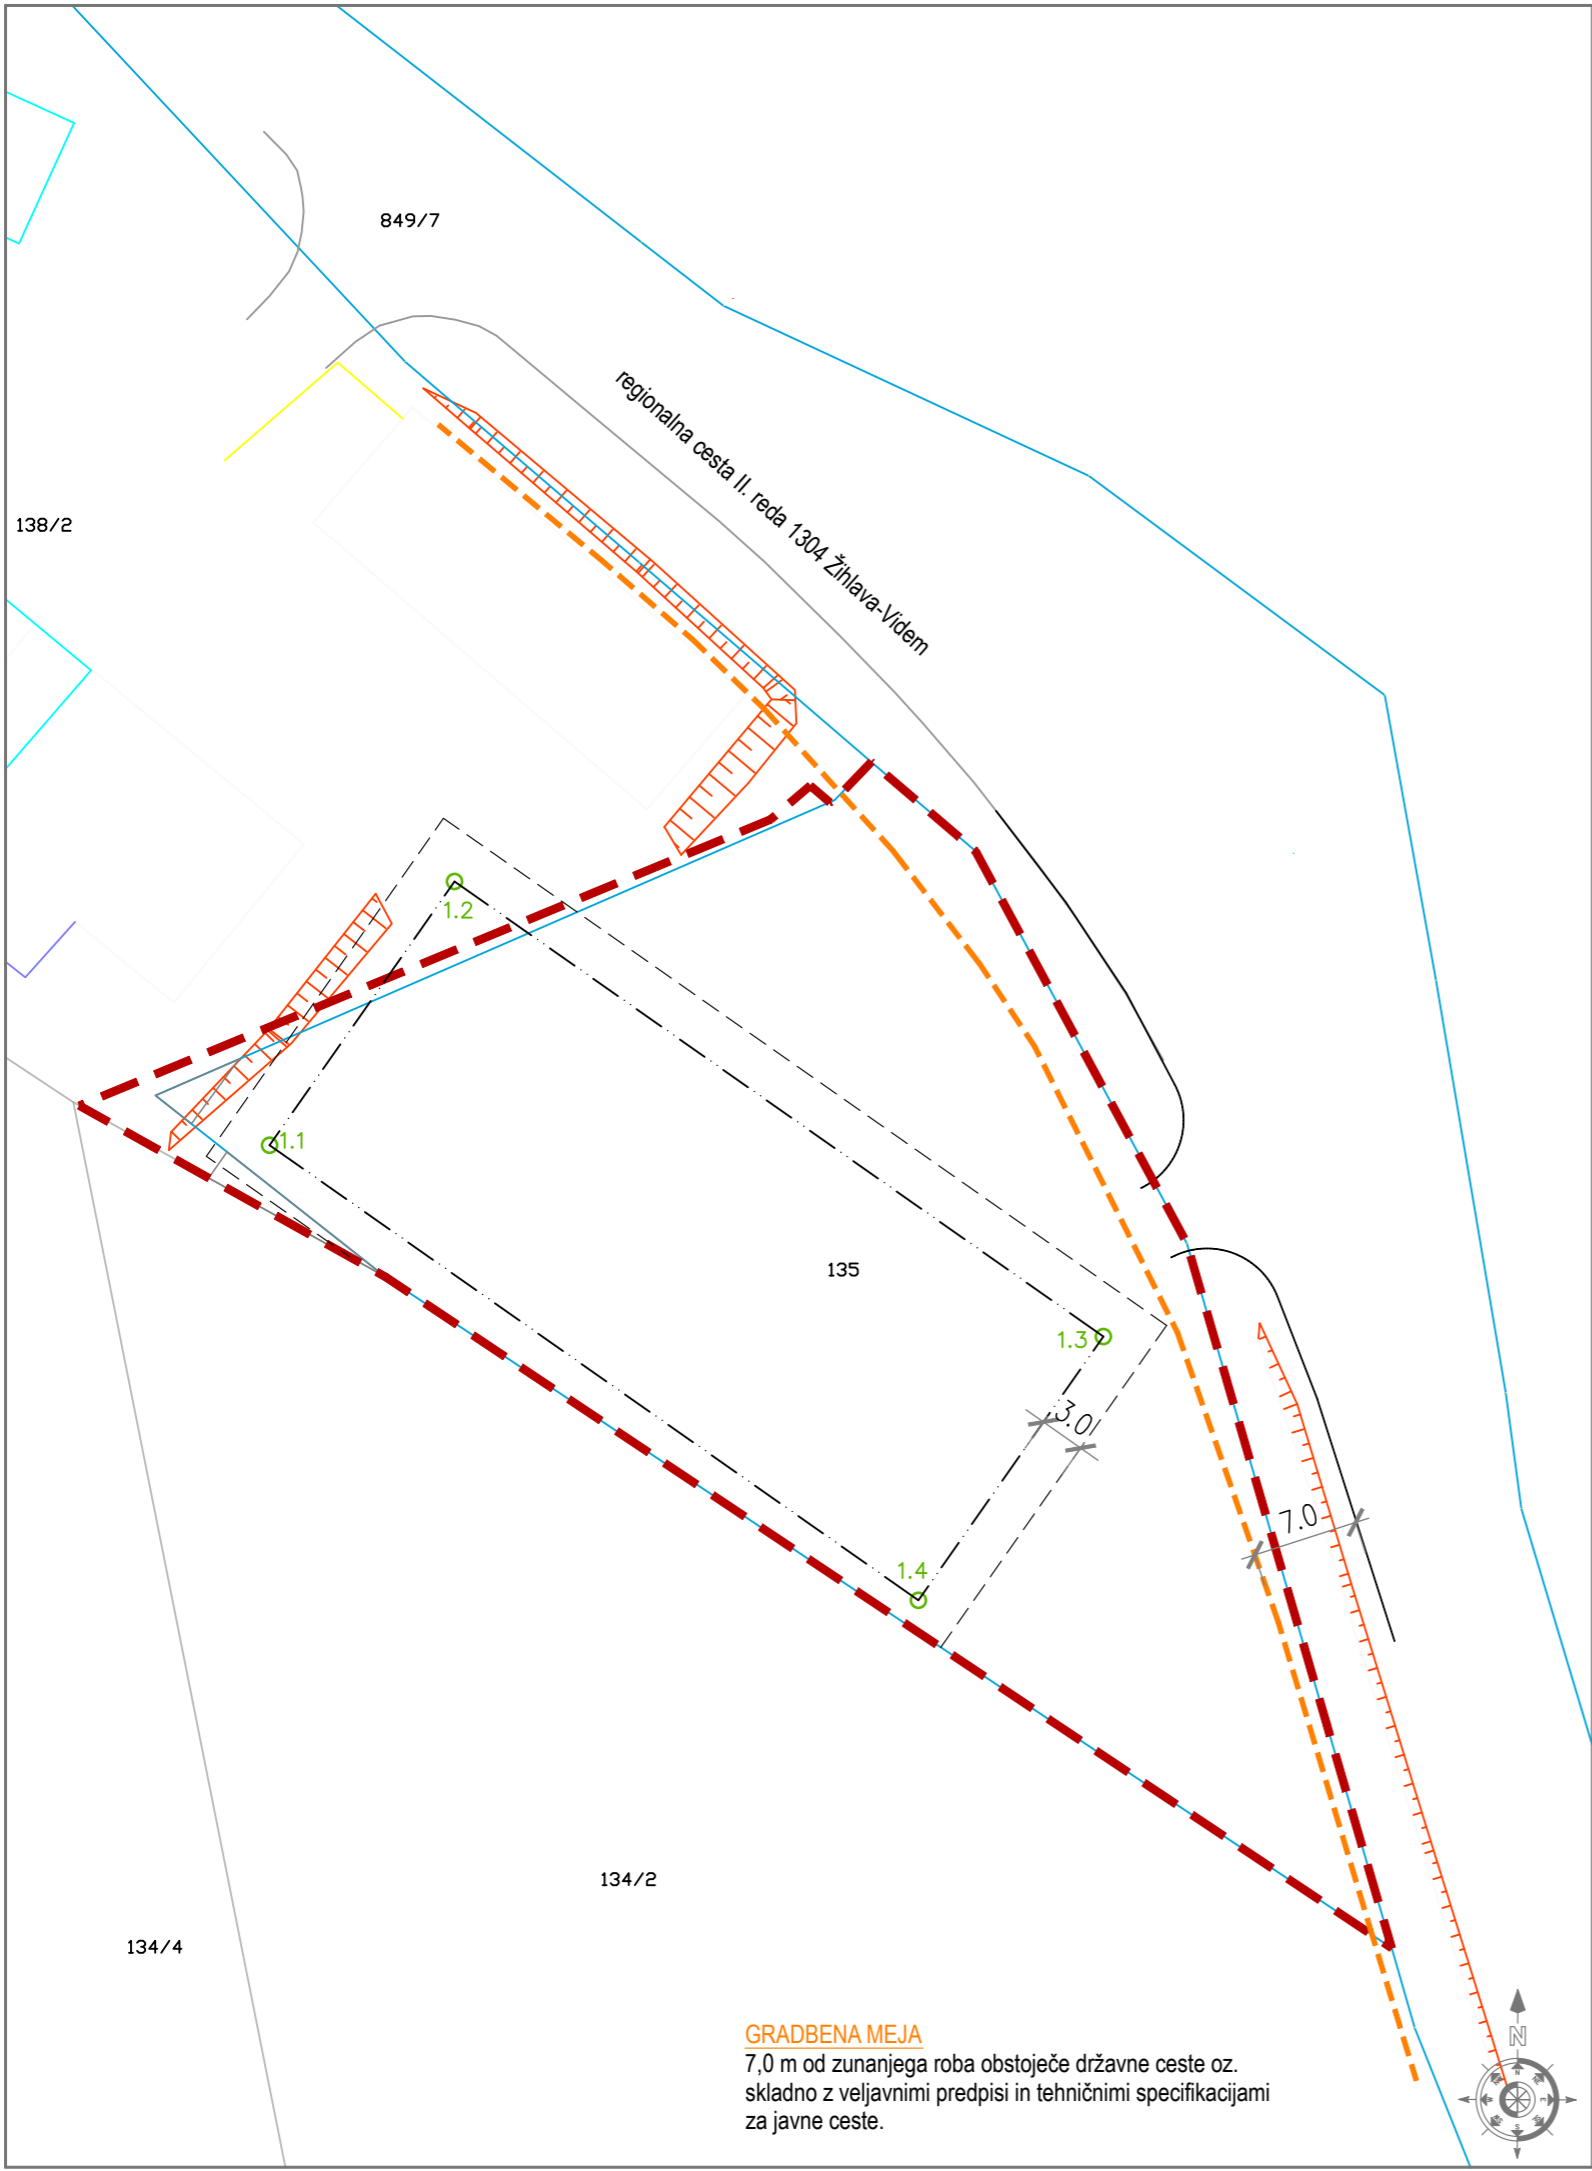 849/7
regionalna cesta II. reda 1304 Žihlava-Videm
138/2
1.2
1.1
135
1.3
3.0
7.0
1.4
134/2
134/4
GRADBENA MEJA
7,0 m od zunanjega roba obstoječe državne ceste oz.
skladno z veljavnimi predpisi in tehničnimi specifikacijami
za javne ceste.
N